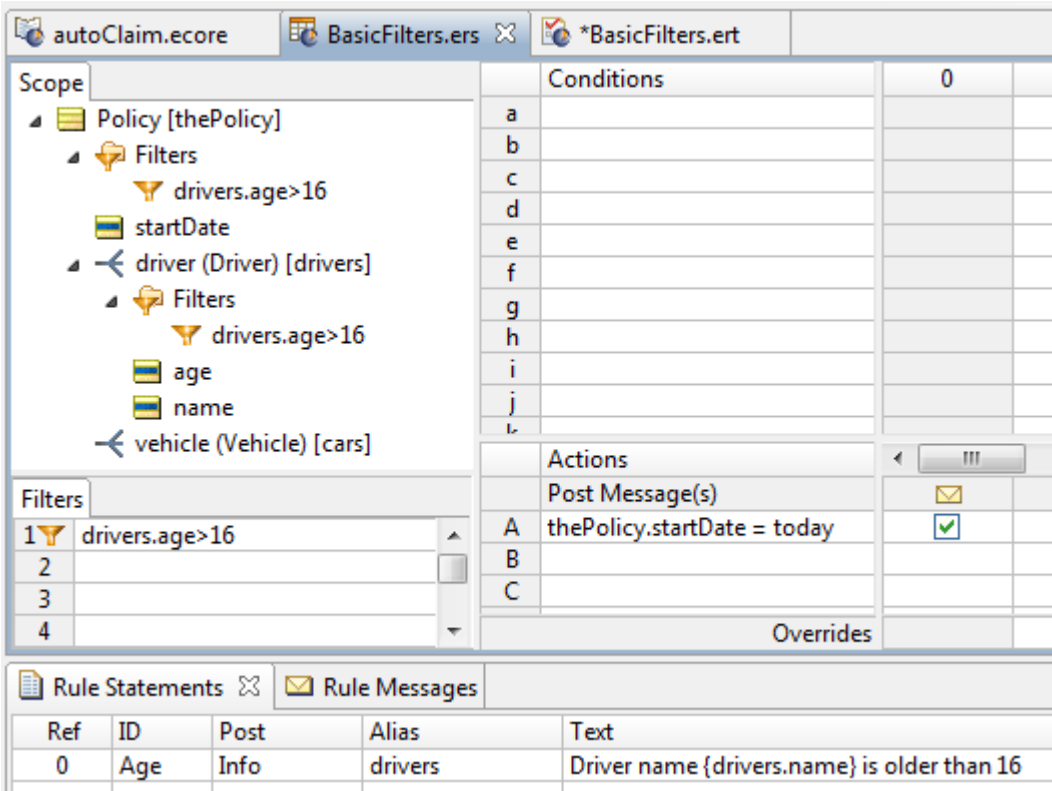 autoClaim.ecore BasicFilters.ers *BasicFilters.ert
Scope
Policy [thePolicy]
Filters
drivers.age>16
startDate
driver (Driver) [drivers]
Filters
drivers.age>16
age
name
vehicle (Vehicle) [cars]
Filters
1 drivers.age>16
2
3
4
Conditions 0
a
b
c
d
e
f
g
h
i
j
k
Actions
Post Message(s)
A thePolicy.startDate = today
B
C
Overrides
Rule Statements Rule Messages
Ref ID Post Alias Text
0 Age Info drivers Driver name {drivers.name} is older than 16